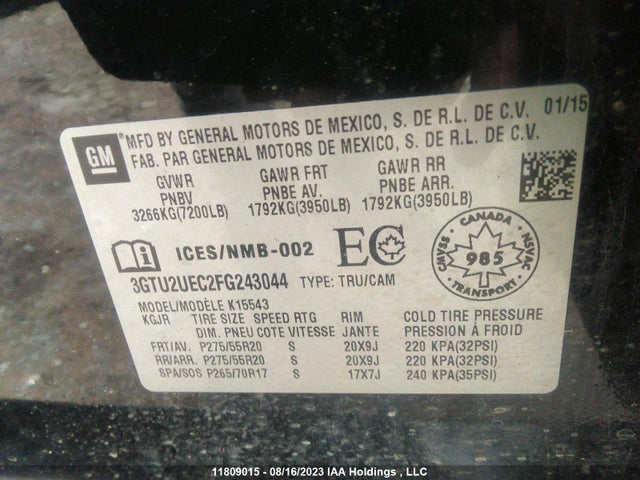 GM
®MFD BY GENERAL MOTORS DE MEXICO, S. DE R.L. DE C.V. 01/15
FAB. PAR GENERAL MOTORS DE MEXICO, S. DE R.L. DE C.V.
GVWR GAWR FRT GAWR RR
PNBV PNBE AV. PNBE ARR.
3266KG(7200LB) 1792KG(3950LB) 1792KG(3950LB)
ICES/NMB-002 EC
CANADA
CMVSS 985 NSVAC
TRANSPORT
3GTU2UEC2FG243044 TYPE: TRU/CAM
MODEL/MODÈLE K15543
KGJR TIRE SIZE SPEED RTG RIM COLD TIRE PRESSURE
DIM. PNEU COTE VITESSE JANTE PRESSION À FROID
FRT/AV. P275/55R20 S 20X9J 220 KPA(32PSI)
RR/ARR. P275/55R20 S 20X9J 220 KPA(32PSI)
SPA/SOS P265/70R17 S 17X7J 240 KPA(35PSI)
11809015 - 08/16/2023 IAA Holdings , LLC